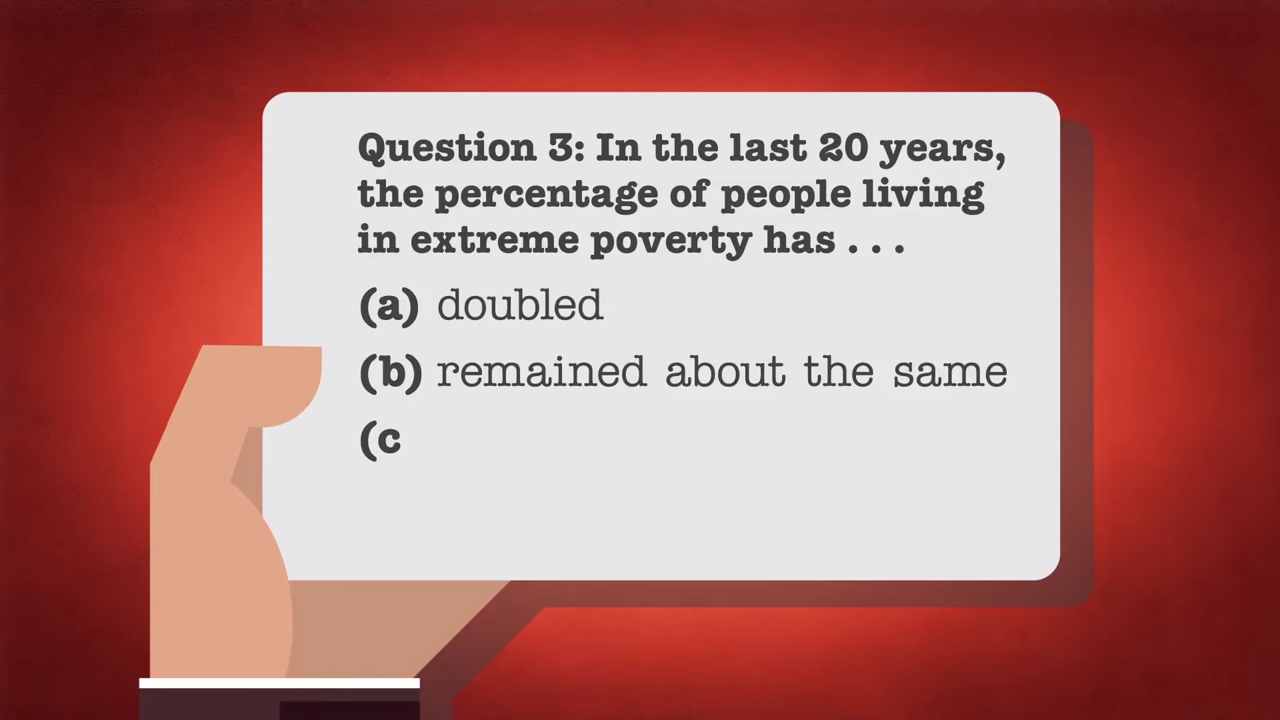 Question 3: In the last 20 years,
the percentage of people living
in extreme poverty has . . .
(a) doubled
(b) remained about the same
(c